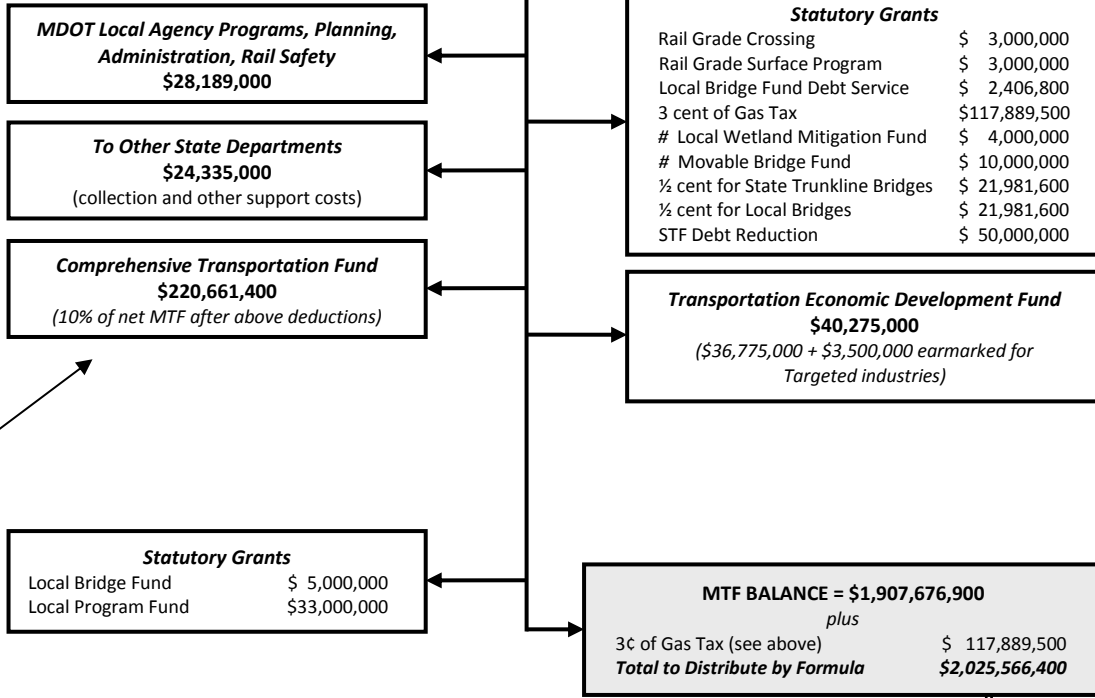 MDOT Local Agency Programs, Planning,
Administration, Rail Safety
$28,189,000
To Other State Departments
$24,335,000
(collection and other support costs)
Comprehensive Transportation Fund
$220,661,400
(10% of net MTF after above deductions)
Statutory Grants
Local Bridge Fund $ 5,000,000
Local Program Fund $33,000,000
Statutory Grants
Rail Grade Crossing $ 3,000,000
Rail Grade Surface Program $ 3,000,000
Local Bridge Fund Debt Service $ 2,406,800
3 cent of Gas Tax $117,889,500
# Local Wetland Mitigation Fund $ 4,000,000
# Movable Bridge Fund $ 10,000,000
½ cent for State Trunkline Bridges $ 21,981,600
½ cent for Local Bridges $ 21,981,600
STF Debt Reduction $ 50,000,000
Transportation Economic Development Fund
$40,275,000
($36,775,000 + $3,500,000 earmarked for
Targeted industries)
MTF BALANCE = $1,907,676,900
plus
3¢ of Gas Tax (see above) $ 117,889,500
Total to Distribute by Formula $2,025,566,400